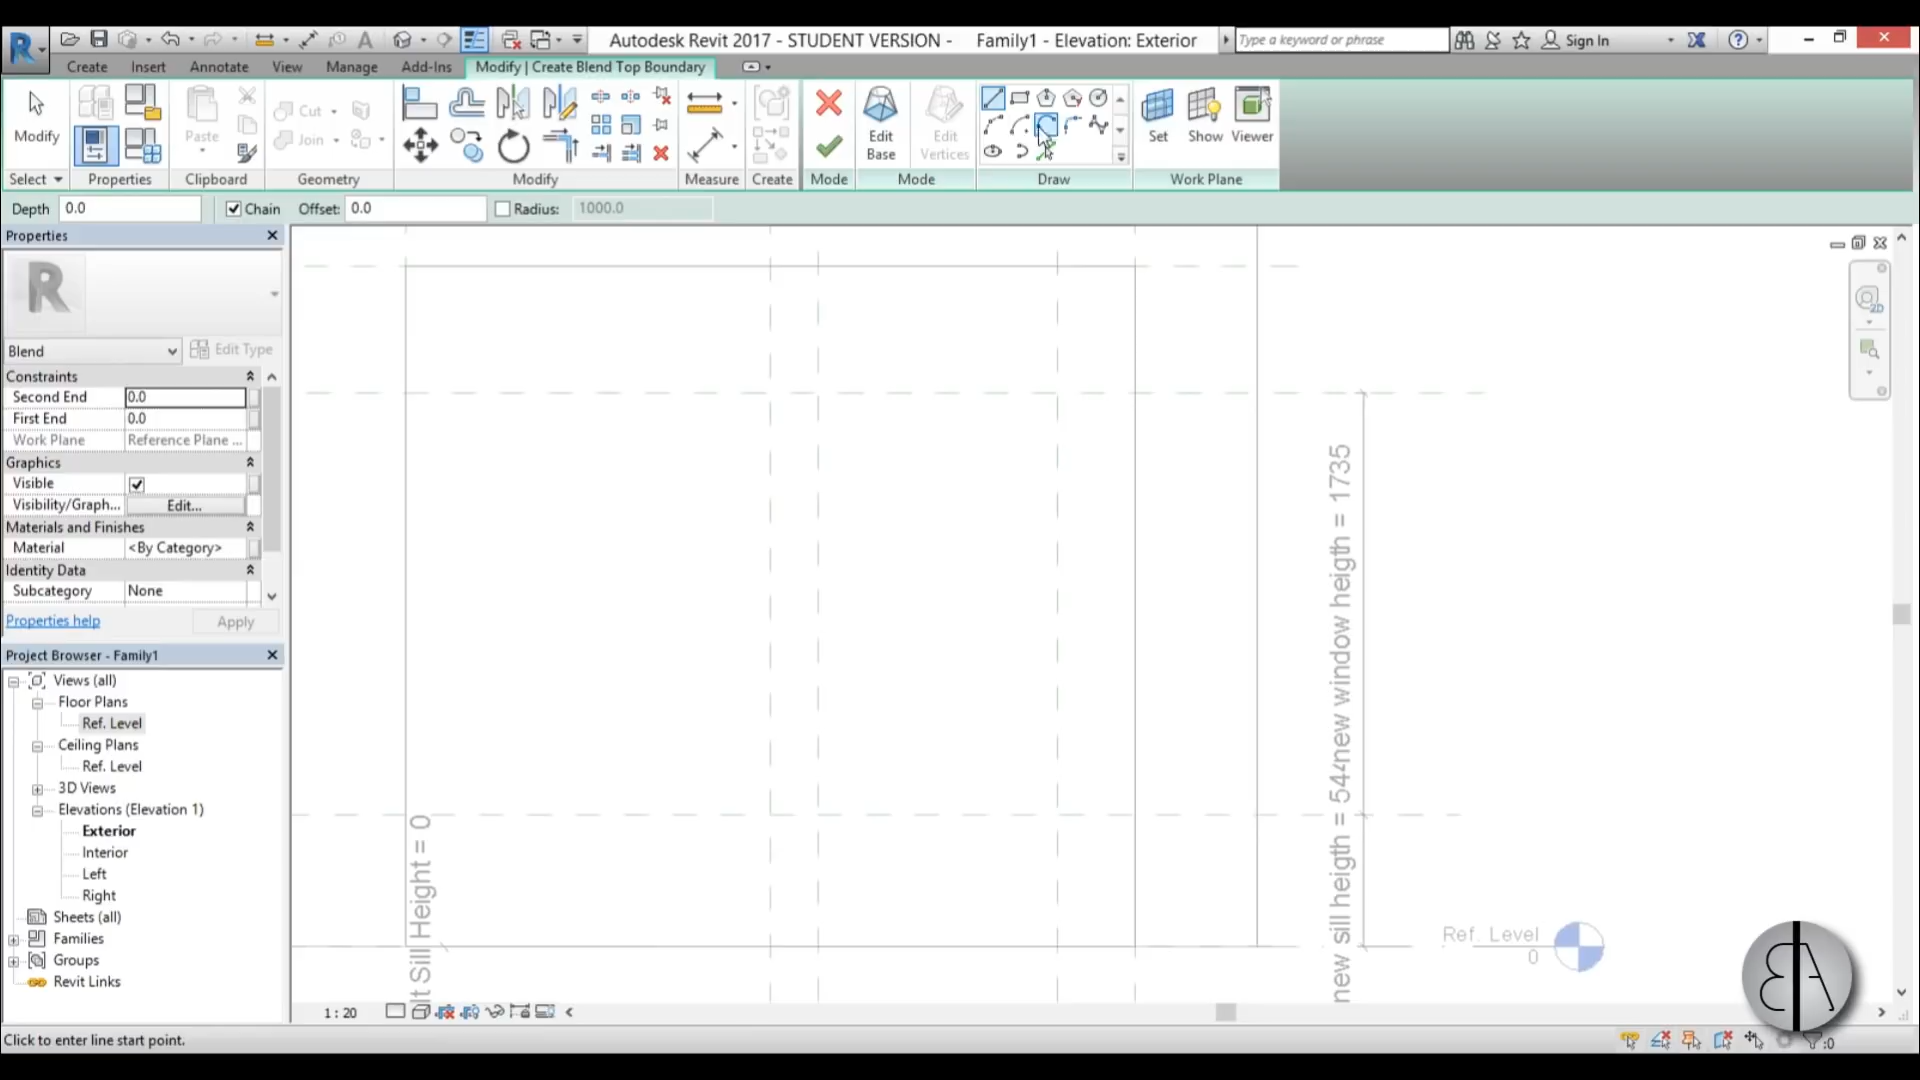 Autodesk Revit 2017 - STUDENT VERSION - Family1 - Elevation: Exterior
Type a keyword or phrase
Sign In
Create Insert Annotate View Manage Add-Ins Modify | Create Blend Top Boundary
Modify
Paste
Cut
Join
Edit Base
Edit Vertices
Set Show Viewer
Select Properties Clipboard Geometry Modify Measure Create Mode Mode Draw Work Plane
Depth 0.0 Chain Offset: 0.0 Radius: 1000.0
Properties
R
Blend Edit Type
Constraints
Second End 0.0
First End 0.0
Work Plane Reference Plane ...
Graphics
Visible
Visibility/Graph... Edit...
Materials and Finishes
Material <By Category>
Identity Data
Subcategory None
Properties help Apply
Project Browser - Family1
Views (all)
Floor Plans
Ref. Level
Ceiling Plans
Ref. Level
3D Views
Elevations (Elevation 1)
Exterior
Interior
Left
Right
Sheets (all)
Families
Groups
Revit Links
lt Sill Height = 0
new window heigth = 1735
new sill heigth = 54
Ref. Level
0
2D
1 : 20
Click to enter line start point.
:0